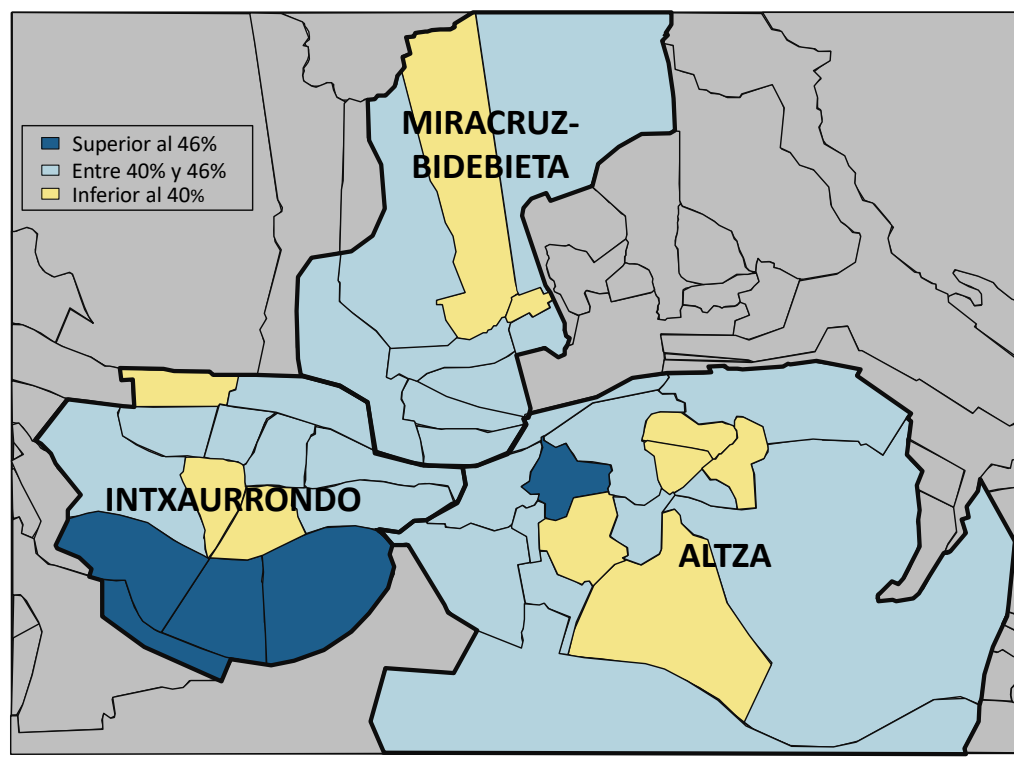 MIRACRUZ-
BIDEBIETA
Superior al 46%
Entre 40% y 46%
Inferior al 40%
INTXAURRONDO
ALTZA